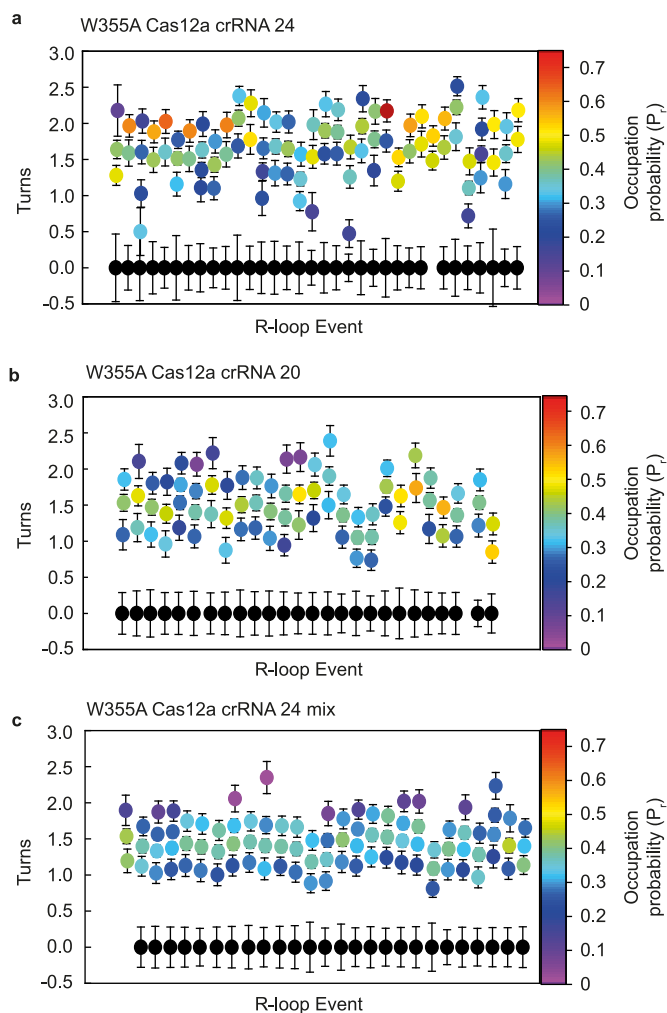 a
W355A Cas12a crRNA 24
3.0
2.5
2.0
1.5
1.0
0.5
0.0
-0.5
Turns
R-loop Event
0.7
0.6
0.5
0.4
0.3
0.2
0.1
0
Occupation
probability (Pr)
b
W355A Cas12a crRNA 20
3.0
2.5
2.0
1.5
1.0
0.5
0.0
-0.5
Turns
R-loop Event
0.7
0.6
0.5
0.4
0.3
0.2
0.1
0
Occupation
probability (Pr)
c
W355A Cas12a crRNA 24 mix
3.0
2.5
2.0
1.5
1.0
0.5
0.0
-0.5
Turns
R-loop Event
0.7
0.6
0.5
0.4
0.3
0.2
0.1
0
Occupation
probability (Pr)